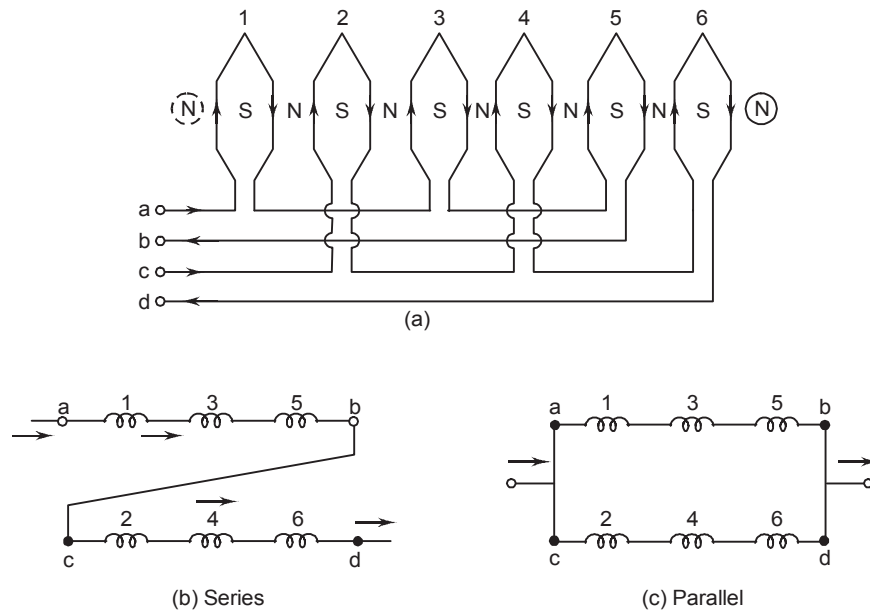 1 2 3 4 5 6
N S N S N S N S N S N S N
a
b
c
d
(a)
a 1 3 5 b
c 2 4 6 d
(b) Series
a 1 3 5 b
c 2 4 6 d
(c) Parallel